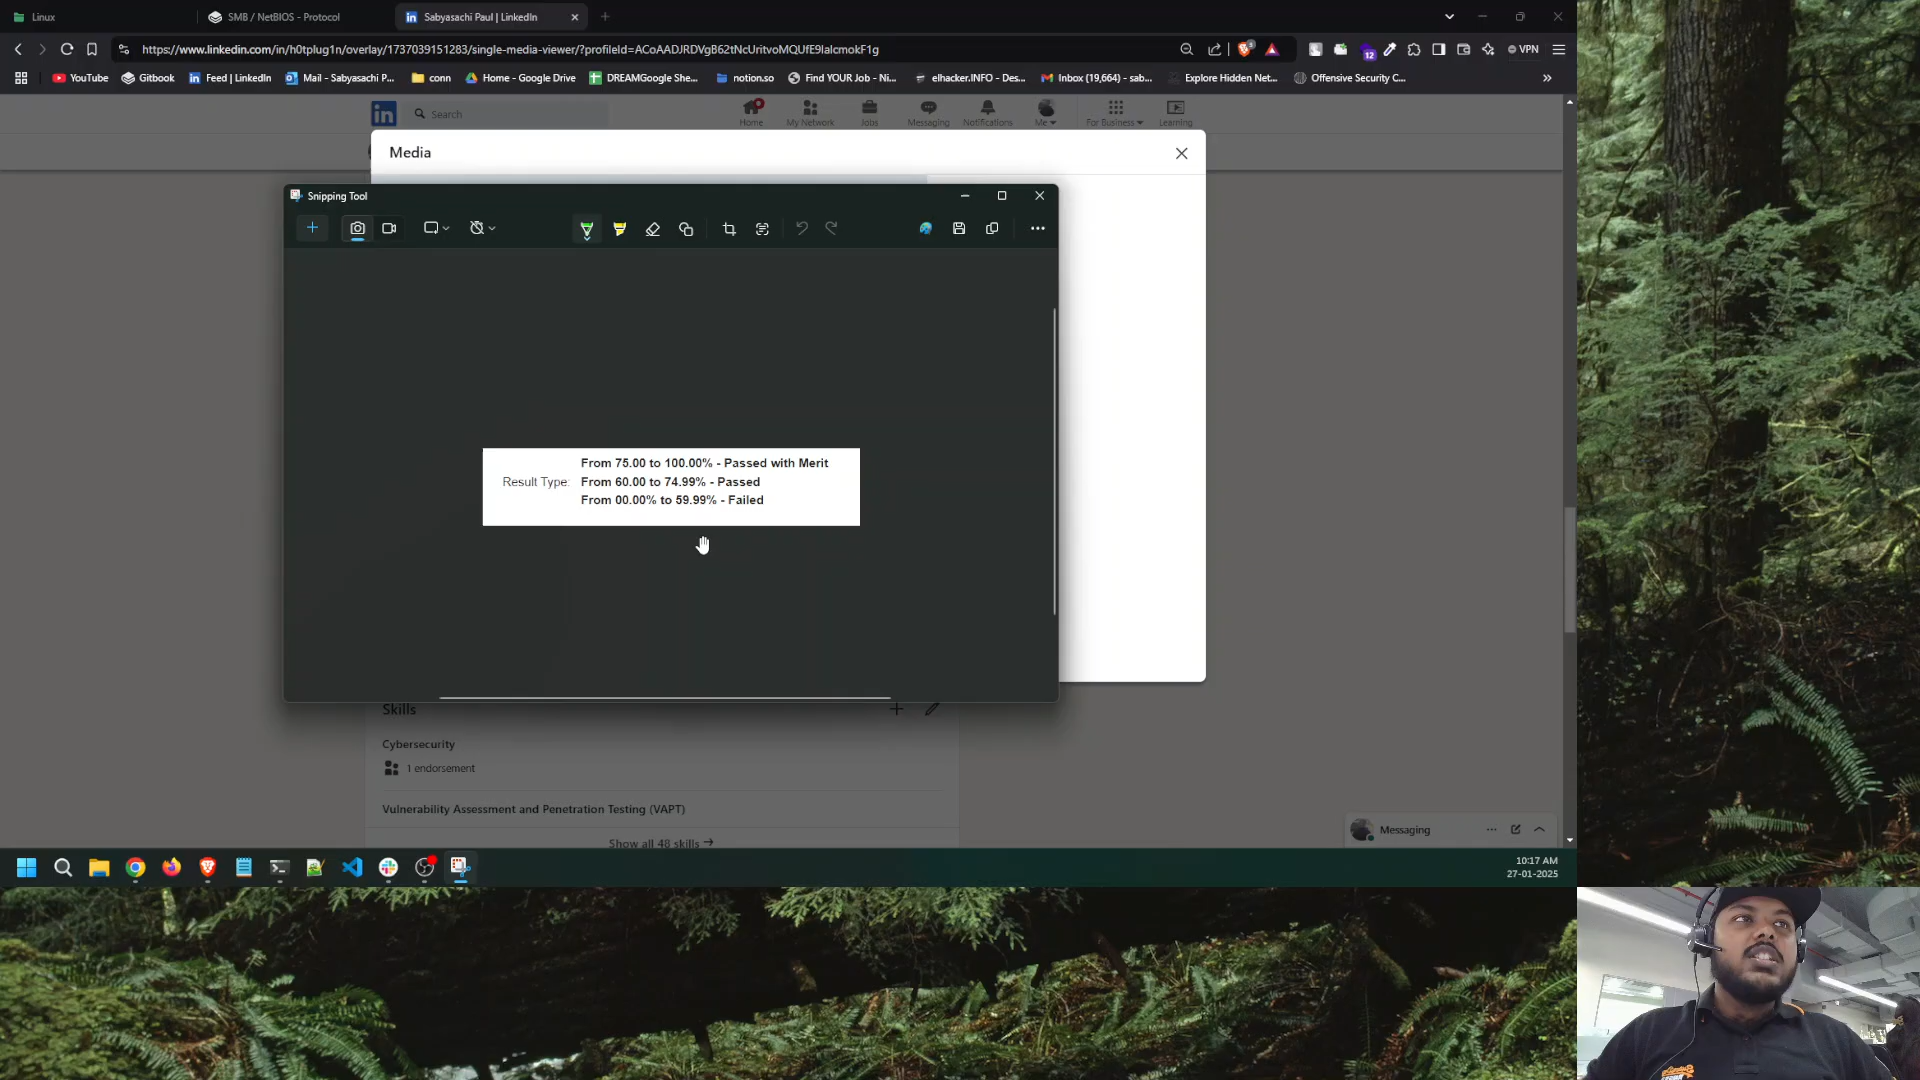 Linux
SMB / NetBIOS - Protocol
Sabyasachi Paul | LinkedIn
https://www.linkedin.com/in/h0tplug1n/overlay/1737039151283/single-media-viewer/?profileId=ACoAADJRDVgB62tNcUritvoMQUfE9IalcmokF1g
3
12
VPN
YouTube
Gitbook
Feed | LinkedIn
Mail - Sabyasachi P...
conn
Home - Google Drive
DREAMGoogle She...
notion.so
Find YOUR Job - Ni...
elhacker.INFO - Des...
Inbox (19,664) - sab...
Explore Hidden Net...
Offensive Security C...
Search
Home
My Network
Jobs
Messaging
Notifications
Me
For Business
Learning
Media
Snipping Tool
Result Type:
From 75.00 to 100.00% - Passed with Merit
From 60.00 to 74.99% - Passed
From 00.00% to 59.99% - Failed
Skills
Cybersecurity
1 endorsement
Vulnerability Assessment and Penetration Testing (VAPT)
Show all 48 skills →
Messaging
10:17 AM
27-01-2025